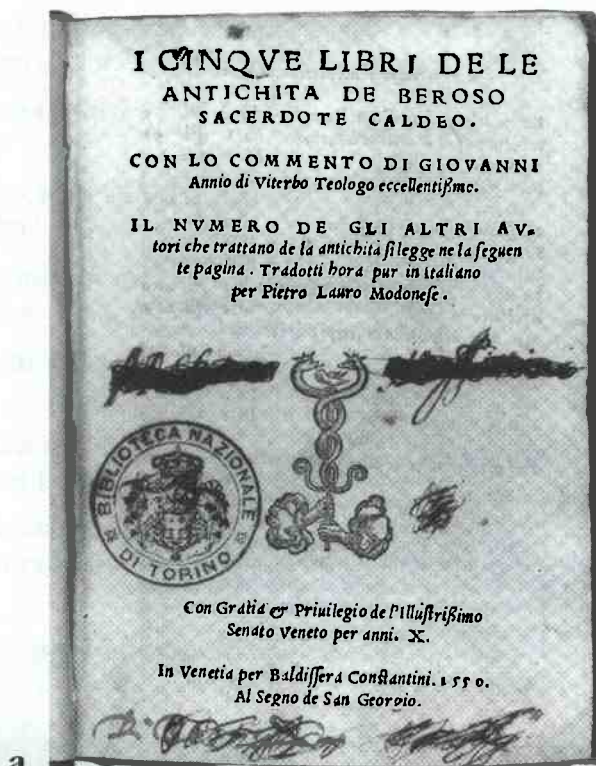 I CINQVE LIBRI DE LE
ANTICHITA DE BEROSO
SACERDOTE CALDEO.
CON LO COMMENTO DI GIOVANNI
Annio di Viterbo Teologo eccellentißmo.
IL NVMERO DE GLI ALTRI AV-
tori che trattano de la antichità si legge ne la seguen
te pagina. Tradotti hora pur in italiano
per Pietro Lauro Modonese.
BIBLIOTECA NAZIONALE
DI TORINO
Con Gratia & Priuilegio de l'Illustrißimo
Senato Veneto per anni. X.
In Venetia per Baldissera Constantini. 1550.
Al Segno de San Georgio.
a